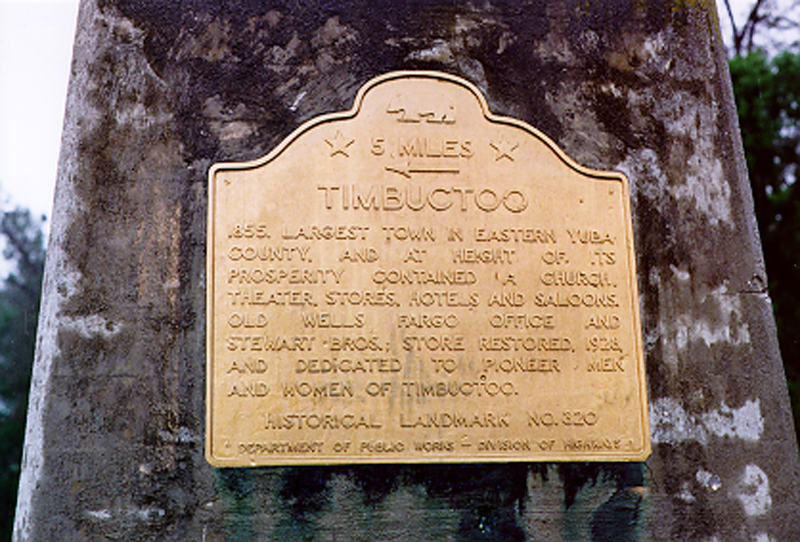 5 MILES
TIMBUCTOO
1855. LARGEST TOWN IN EASTERN YUBA
COUNTY, AND AT HEIGHT OF ITS
PROSPERITY CONTAINED A CHURCH,
THEATER, STORES, HOTELS AND SALOONS.
OLD WELLS FARGO OFFICE AND
STEWART BROS.; STORE RESTORED, 1928,
AND DEDICATED TO PIONEER MEN
AND WOMEN OF TIMBUCTOO.
HISTORICAL LANDMARK NO. 320
DEPARTMENT OF PUBLIC WORKS – DIVISION OF HIGHWAYS